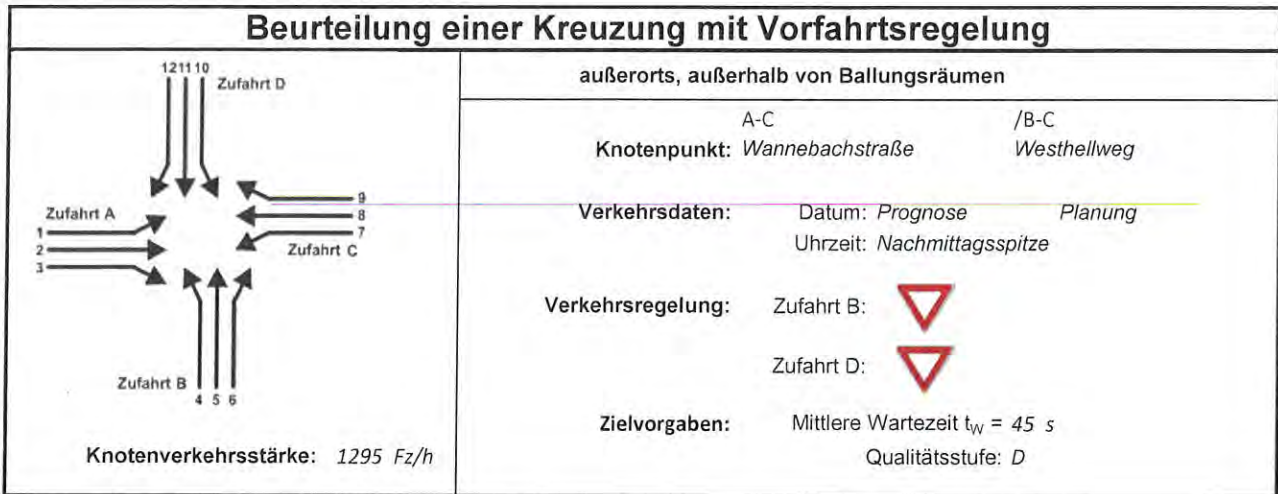 Beurteilung einer Kreuzung mit Vorfahrtsregelung
121110
Zufahrt D
Zufahrt A
1
2
3
9
8
7
Zufahrt C
Zufahrt B
4 5 6
Knotenverkehrsstärke: 1295 Fz/h
außerorts, außerhalb von Ballungsräumen
A-C /B-C
Knotenpunkt: Wannebachstraße Westhellweg
Verkehrsdaten: Datum: Prognose Planung
Uhrzeit: Nachmittagsspitze
Verkehrsregelung: Zufahrt B:
Zufahrt D:
Zielvorgaben: Mittlere Wartezeit tW = 45 s
Qualitätsstufe: D